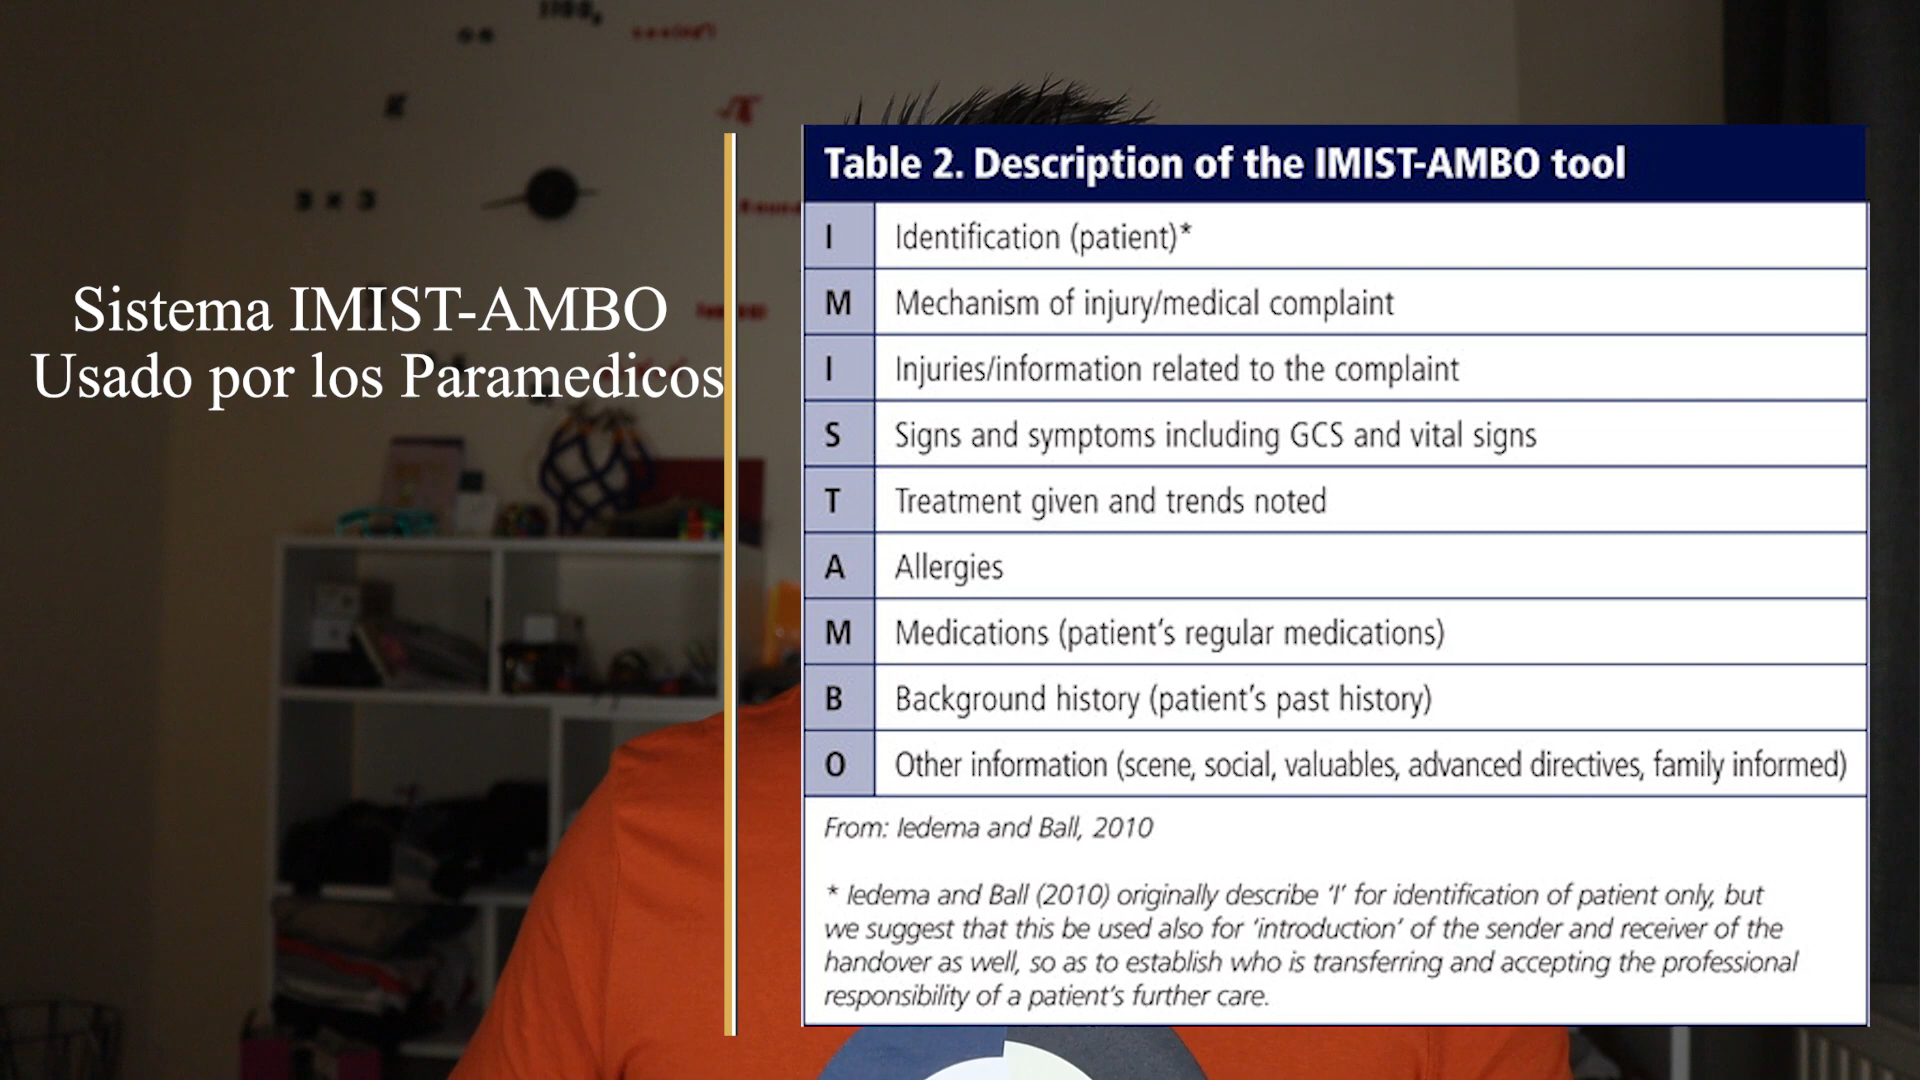 Sistema IMIST-AMBO
Usado por los Paramedicos
Table 2. Description of the IMIST-AMBO tool
I Identification (patient)*
M Mechanism of injury/medical complaint
I Injuries/information related to the complaint
S Signs and symptoms including GCS and vital signs
T Treatment given and trends noted
A Allergies
M Medications (patient's regular medications)
B Background history (patient's past history)
O Other information (scene, social, valuables, advanced directives, family informed)
From: Iedema and Ball, 2010
* Iedema and Ball (2010) originally describe 'I' for identification of patient only, but
we suggest that this be used also for 'introduction' of the sender and receiver of the
handover as well, so as to establish who is transferring and accepting the professional
responsibility of a patient's further care.